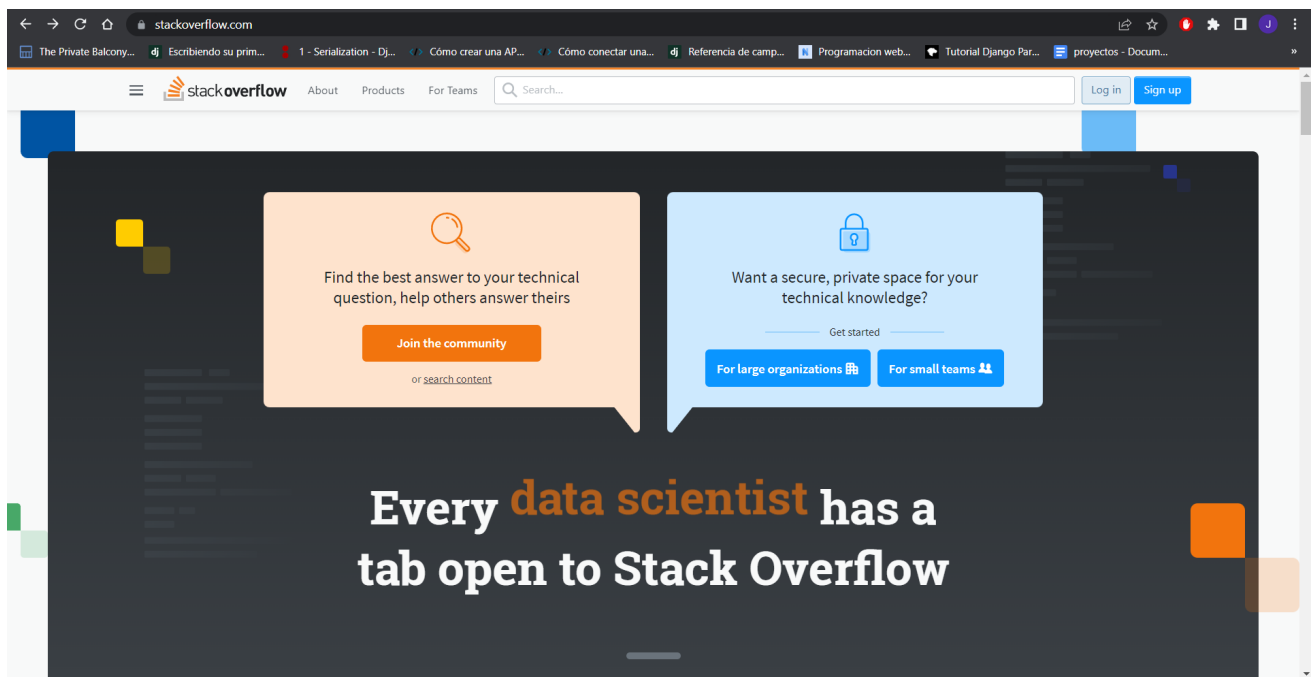 stackoverflow.com
J
The Private Balcony... dj Escribiendo su prim... 1 - Serialization - Dj... Cómo crear una AP... Cómo conectar una... dj Referencia de camp... N Programacion web... Tutorial Django Par... proyectos - Docum... »
stack overflow About Products For Teams Search... Log in Sign up
Find the best answer to your technical
question, help others answer theirs
Join the community
or search content
Want a secure, private space for your
technical knowledge?
Get started
For large organizations For small teams
Every data scientist has a
tab open to Stack Overflow